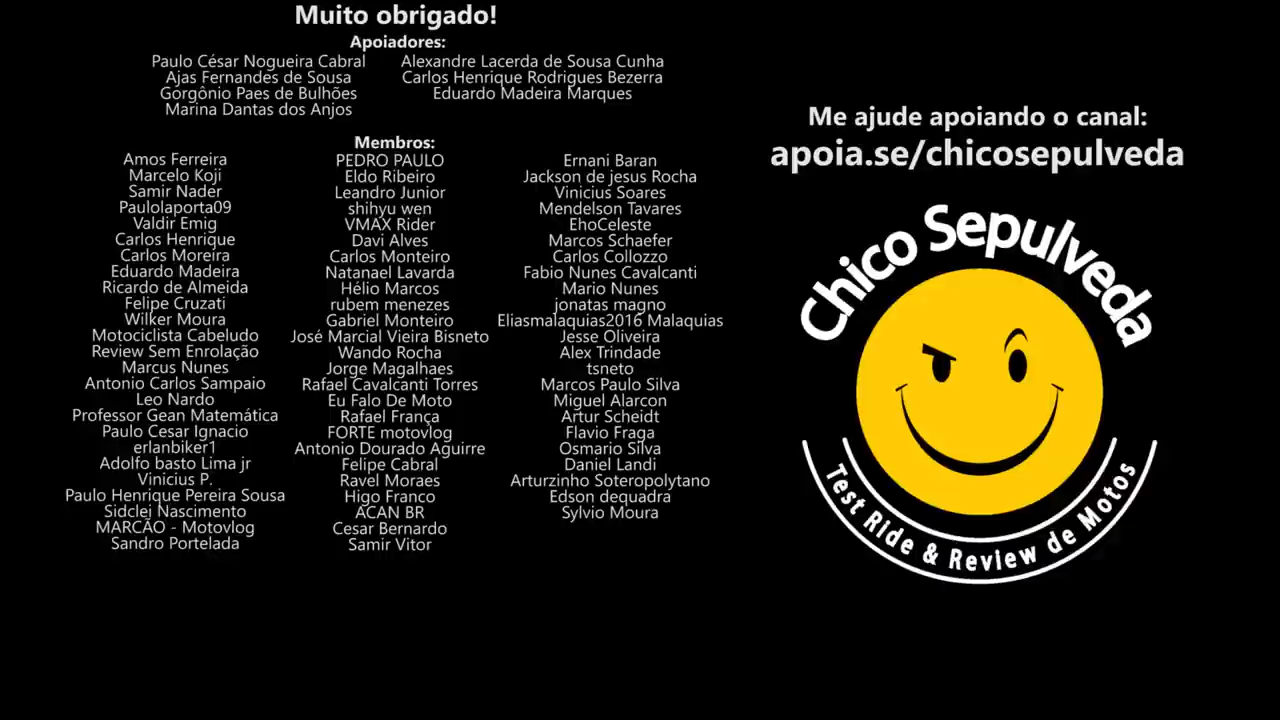 Muito obrigado!
Apoiadores:
Paulo César Nogueira Cabral
Ajas Fernandes de Sousa
Gorgônio Paes de Bulhões
Marina Dantas dos Anjos
Alexandre Lacerda de Sousa Cunha
Carlos Henrique Rodrigues Bezerra
Eduardo Madeira Marques
Membros:
Amos Ferreira
Marcelo Koji
Samir Nader
Paulolaporta09
Valdir Emig
Carlos Henrique
Carlos Moreira
Eduardo Madeira
Ricardo de Almeida
Felipe Cruzati
Wilker Moura
Motociclista Cabeludo
Review Sem Enrolação
Marcus Nunes
Antonio Carlos Sampaio
Leo Nardo
Professor Gean Matemática
Paulo Cesar Ignacio
erlanbiker1
Adolfo basto Lima jr
Vinicius P.
Paulo Henrique Pereira Sousa
Sidclei Nascimento
MARCÃO - Motovlog
Sandro Portelada
PEDRO PAULO
Eldo Ribeiro
Leandro Junior
shihyu wen
VMAX Rider
Davi Alves
Carlos Monteiro
Natanael Lavarda
Hélio Marcos
rubem menezes
Gabriel Monteiro
José Marcial Vieira Bisneto
Wando Rocha
Jorge Magalhaes
Rafael Cavalcanti Torres
Eu Falo De Moto
Rafael França
FORTE motovlog
Antonio Dourado Aguirre
Felipe Cabral
Ravel Moraes
Higo Franco
ACAN BR
Cesar Bernardo
Samir Vitor
Ernani Baran
Jackson de jesus Rocha
Vinicius Soares
Mendelson Tavares
EhoCeleste
Marcos Schaefer
Carlos Collozzo
Fabio Nunes Cavalcanti
Mario Nunes
jonatas magno
Eliasmalaquias2016 Malaquias
Jesse Oliveira
Alex Trindade
tsneto
Marcos Paulo Silva
Miguel Alarcon
Artur Scheidt
Flavio Fraga
Osmario Silva
Daniel Landi
Arturzinho Soteropolytano
Edson dequadra
Sylvio Moura
Me ajude apoiando o canal:
apoia.se/chicosepulveda
Chico Sepulveda
Test Ride & Review de Motos